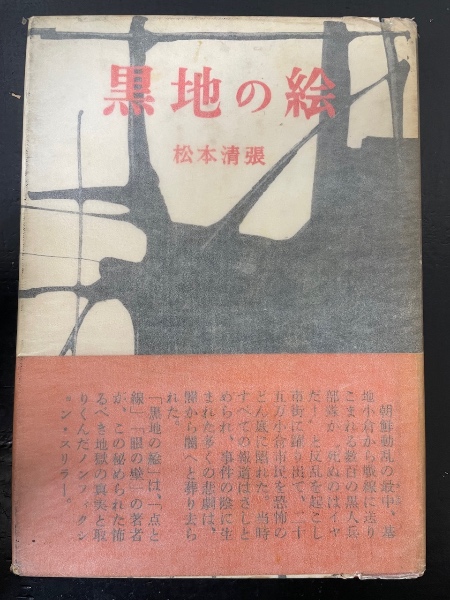 黒地の絵
松本清張
朝鮮動乱の最中、基
地小倉から戦線に送り
こまれる数百の黒人兵
部隊が〝死ぬのはイヤ
だ！〟と反乱を起こし
市街に踊り出て、二十
五万小倉市民を恐怖の
どん底に陥れた。当時
すべての報道はさしと
められ、事件の陰に生
まれた多くの悲劇は、
闇から闇へと葬り去ら
れた。
「黒地の絵」は、「点と
線」「眼の壁」の著者
が、この秘められた怖
るべき地獄の真実と取
りくんだノンフィクシ
ョン・スリラー。